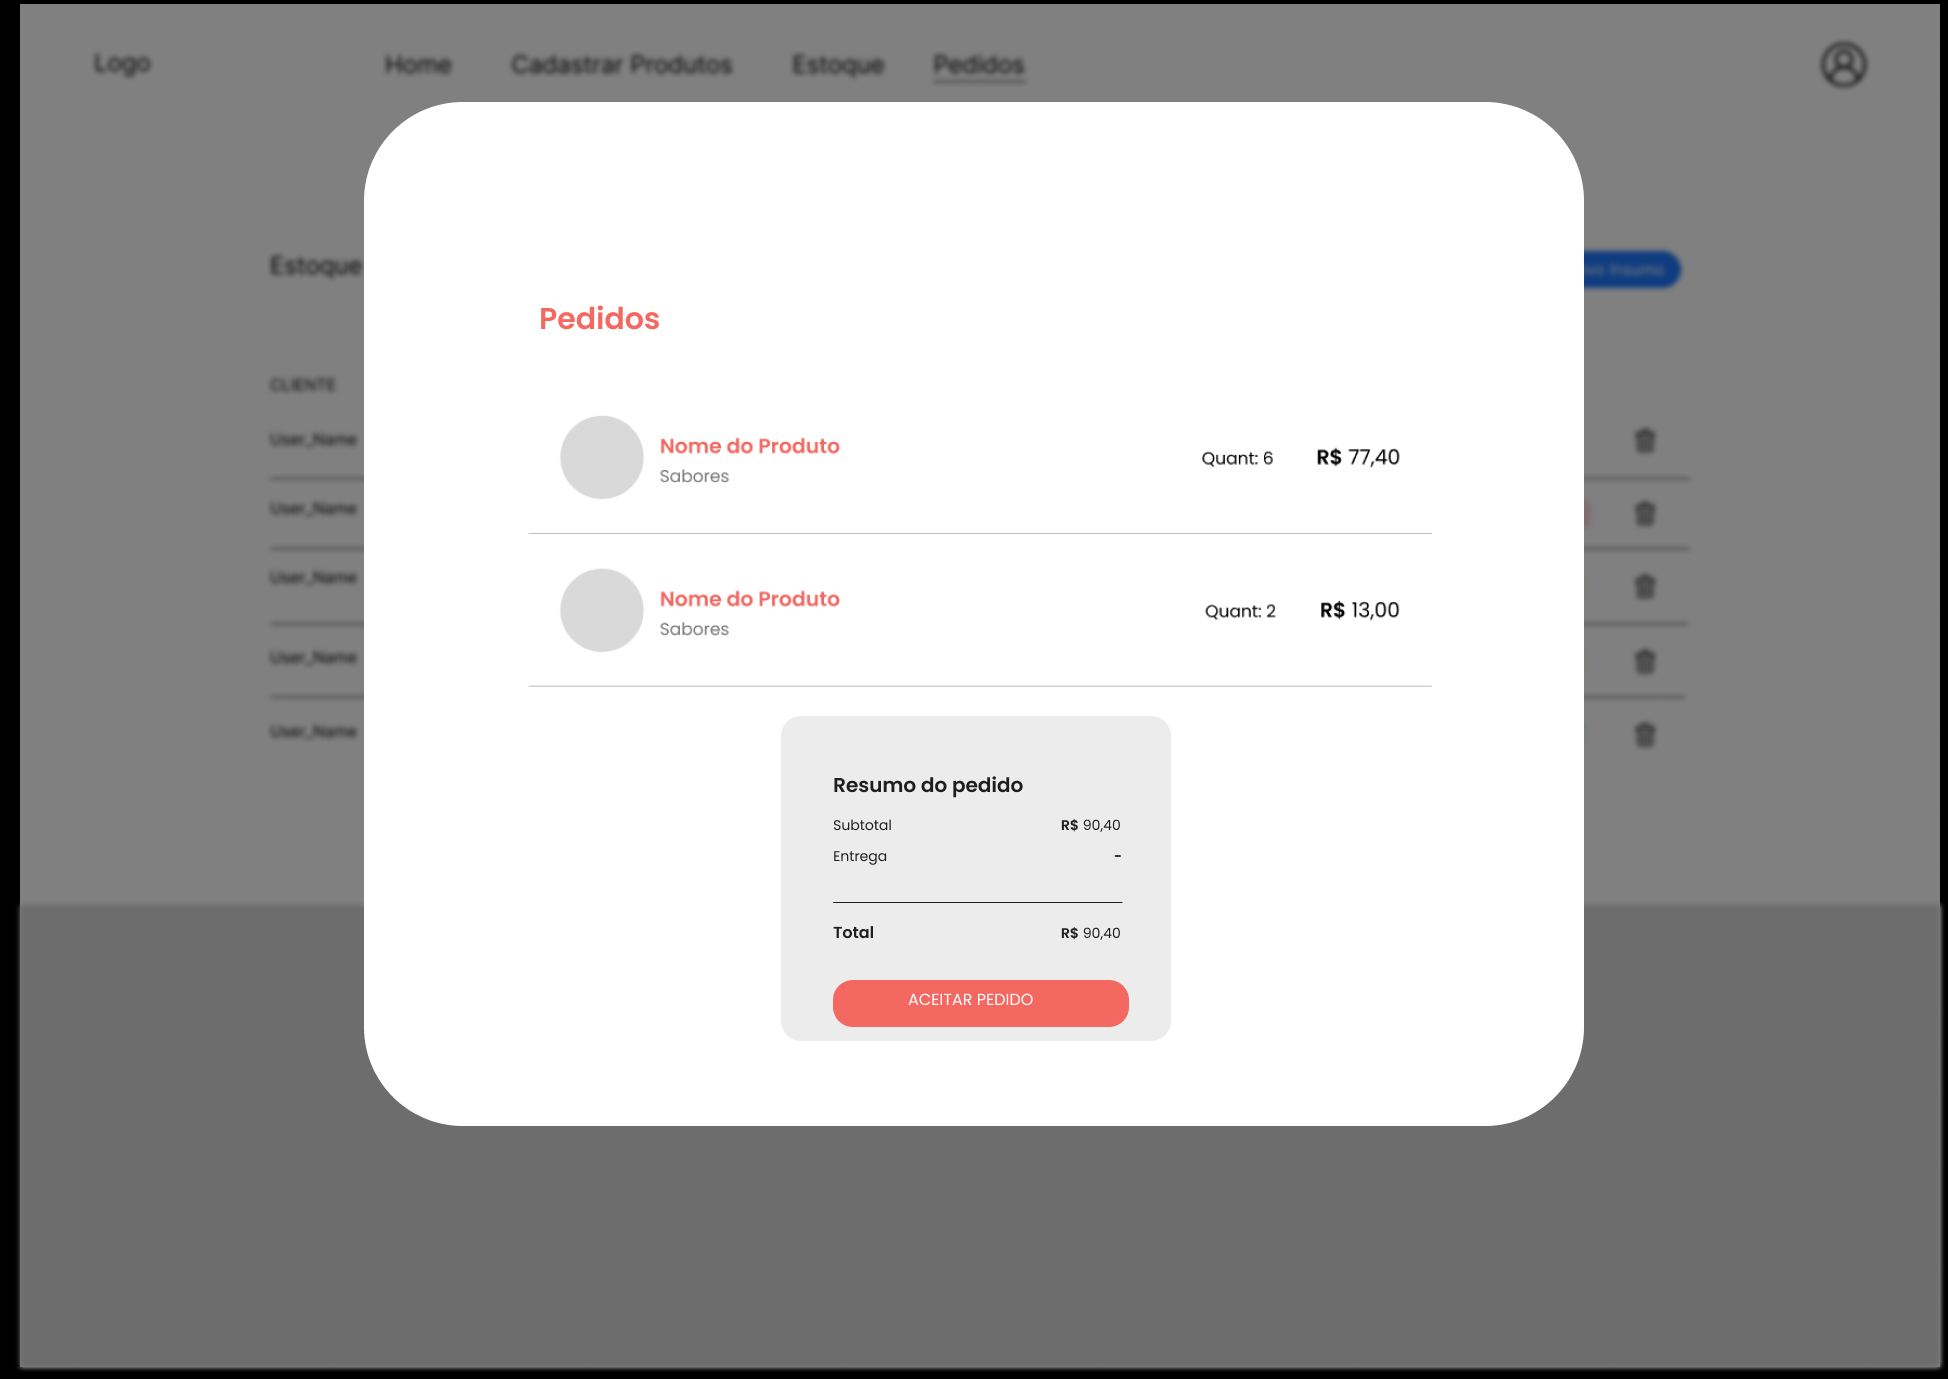 Logo
Home
Cadastrar Produtos
Estoque
Pedidos
Estoque
Insumo
CLIENTE
User_Name
User_Name
User_Name
User_Name
User_Name
Pedidos
Nome do Produto
Sabores
Quant: 6
R$ 77,40
Nome do Produto
Sabores
Quant: 2
R$ 13,00
Resumo do pedido
Subtotal
R$ 90,40
Entrega
-
Total
R$ 90,40
ACEITAR PEDIDO